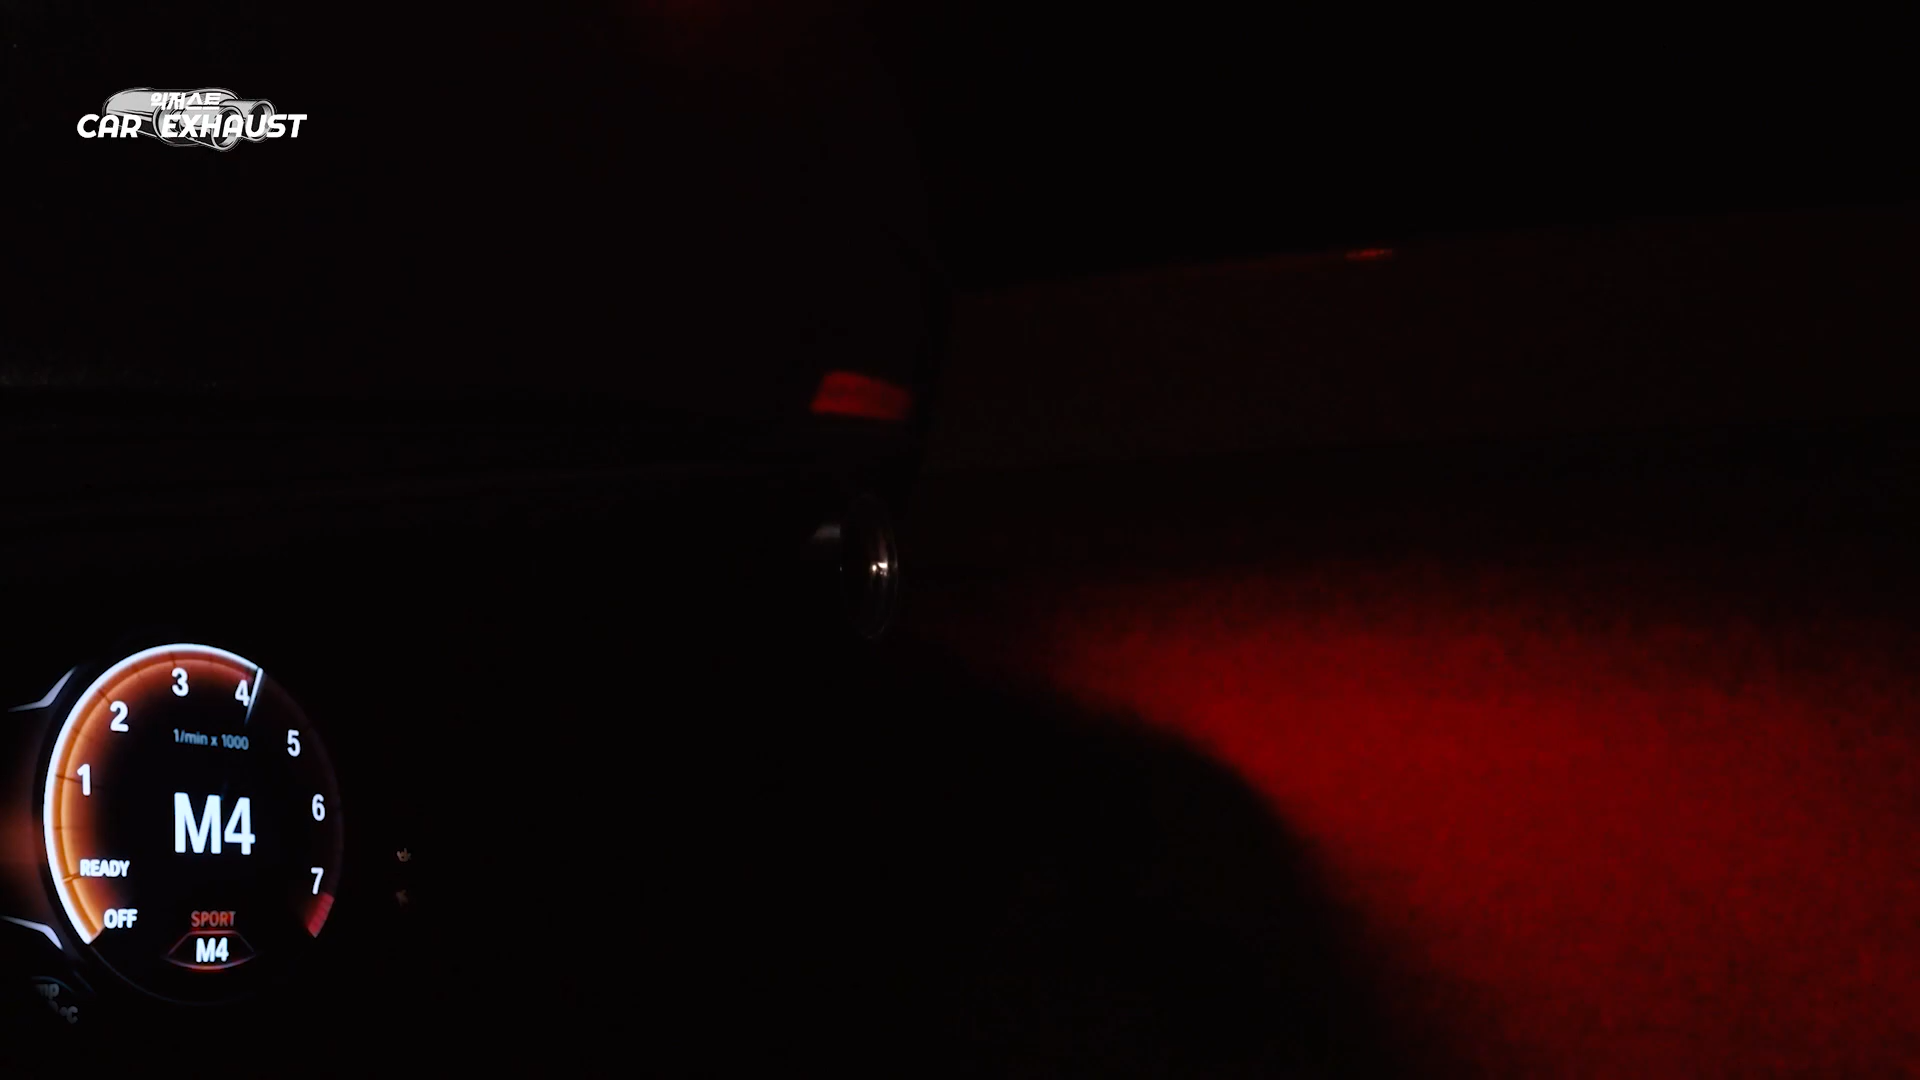 익저스트
CAR EXHAUST
3
4
2
5
1/min x 1000
1
6
M4
READY
7
OFF
SPORT
M4